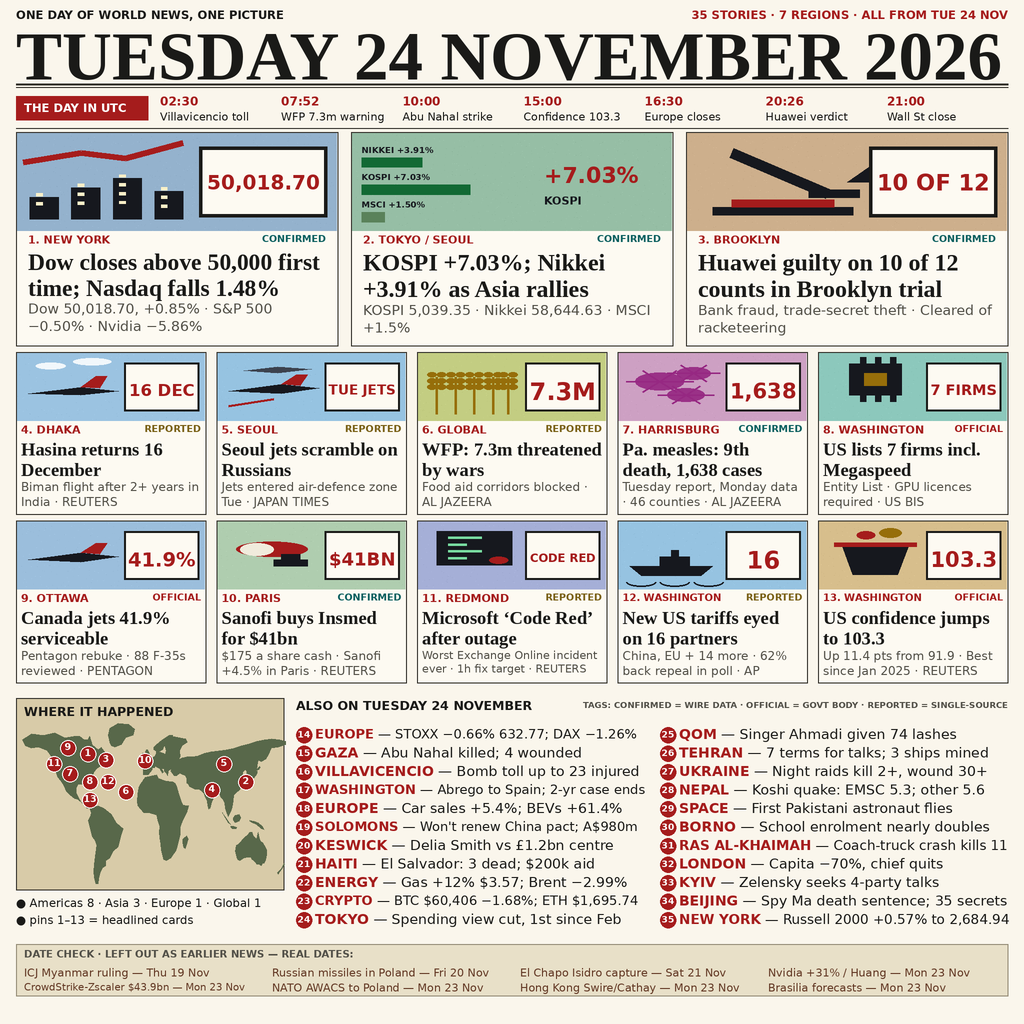 ONE DAY OF WORLD NEWS, ONE PICTURE
35 STORIES · 7 REGIONS · ALL FROM TUE 24 NOV
TUESDAY 24 NOVEMBER 2026
THE DAY IN UTC
02:30
Villavicencio toll
07:52
WFP 7.3m warning
10:00
Abu Nahal strike
15:00
Confidence 103.3
16:30
Europe closes
20:26
Huawei verdict
21:00
Wall St close
50,018.70
1. NEW YORK
CONFIRMED
Dow closes above 50,000 first
time; Nasdaq falls 1.48%
Dow 50,018.70, +0.85% · S&P 500
−0.50% · Nvidia −5.86%
NIKKEI +3.91%
KOSPI +7.03%
MSCI +1.50%
+7.03%
KOSPI
2. TOKYO / SEOUL
CONFIRMED
KOSPI +7.03%; Nikkei
+3.91% as Asia rallies
KOSPI 5,039.35 · Nikkei 58,644.63 · MSCI
+1.5%
10 OF 12
3. BROOKLYN
CONFIRMED
Huawei guilty on 10 of 12
counts in Brooklyn trial
Bank fraud, trade-secret theft · Cleared of
racketeering
16 DEC
4. DHAKA
REPORTED
Hasina returns 16
December
Biman flight after 2+ years in
India · REUTERS
TUE JETS
5. SEOUL
REPORTED
Seoul jets scramble on
Russians
Jets entered air-defence zone
Tue · JAPAN TIMES
7.3M
6. GLOBAL
REPORTED
WFP: 7.3m threatened
by wars
Food aid corridors blocked ·
AL JAZEERA
1,638
7. HARRISBURG
CONFIRMED
Pa. measles: 9th
death, 1,638 cases
Tuesday report, Monday data
· 46 counties · AL JAZEERA
7 FIRMS
8. WASHINGTON
OFFICIAL
US lists 7 firms incl.
Megaspeed
Entity List · GPU licences
required · US BIS
41.9%
9. OTTAWA
OFFICIAL
Canada jets 41.9%
serviceable
Pentagon rebuke · 88 F-35s
reviewed · PENTAGON
$41BN
10. PARIS
CONFIRMED
Sanofi buys Insmed
for $41bn
$175 a share cash · Sanofi
+4.5% in Paris · REUTERS
CODE RED
11. REDMOND
REPORTED
Microsoft ‘Code Red’
after outage
Worst Exchange Online incident
ever · 1h fix target · REUTERS
16
12. WASHINGTON
REPORTED
New US tariffs eyed
on 16 partners
China, EU + 14 more · 62%
back repeal in poll · AP
103.3
13. WASHINGTON
OFFICIAL
US confidence jumps
to 103.3
Up 11.4 pts from 91.9 · Best
since Jan 2025 · REUTERS
WHERE IT HAPPENED
9
1
3
11
7
8
12
13
6
10
5
4
2
● Americas 8 · Asia 3 · Europe 1 · Global 1
● pins 1–13 = headlined cards
ALSO ON TUESDAY 24 NOVEMBER
TAGS: CONFIRMED = WIRE DATA · OFFICIAL = GOVT BODY · REPORTED = SINGLE-SOURCE
14 EUROPE — STOXX −0.66% 632.77; DAX −1.26%
15 GAZA — Abu Nahal killed; 4 wounded
16 VILLAVICENCIO — Bomb toll up to 23 injured
17 WASHINGTON — Abrego to Spain; 2-yr case ends
18 EUROPE — Car sales +5.4%; BEVs +61.4%
19 SOLOMONS — Won't renew China pact; A$980m
20 KESWICK — Delia Smith vs £1.2bn centre
21 HAITI — El Salvador: 3 dead; $200k aid
22 ENERGY — Gas +12% $3.57; Brent −2.99%
23 CRYPTO — BTC $60,406 −1.68%; ETH $1,695.74
24 TOKYO — Spending view cut, 1st since Feb
25 QOM — Singer Ahmadi given 74 lashes
26 TEHRAN — 7 terms for talks; 3 ships mined
27 UKRAINE — Night raids kill 2+, wound 30+
28 NEPAL — Koshi quake: EMSC 5.3; other 5.6
29 SPACE — First Pakistani astronaut flies
30 BORNO — School enrolment nearly doubles
31 RAS AL-KHAIMAH — Coach-truck crash kills 11
32 LONDON — Capita −70%, chief quits
33 KYIV — Zelensky seeks 4-party talks
34 BEIJING — Spy Ma death sentence; 35 secrets
35 NEW YORK — Russell 2000 +0.57% to 2,684.94
DATE CHECK · LEFT OUT AS EARLIER NEWS — REAL DATES:
ICJ Myanmar ruling — Thu 19 Nov
Russian missiles in Poland — Fri 20 Nov
El Chapo Isidro capture — Sat 21 Nov
Nvidia +31% / Huang — Mon 23 Nov
CrowdStrike-Zscaler $43.9bn — Mon 23 Nov
NATO AWACS to Poland — Mon 23 Nov
Hong Kong Swire/Cathay — Mon 23 Nov
Brasilia forecasts — Mon 23 Nov